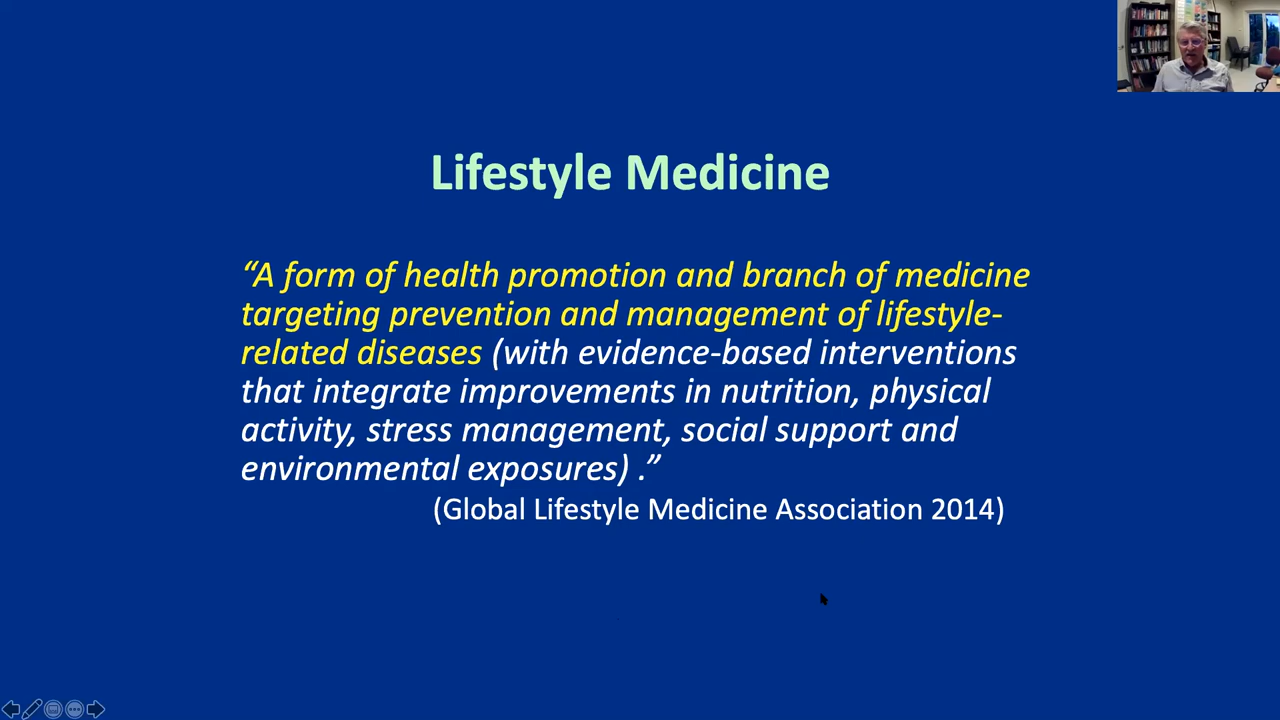 Lifestyle Medicine
“A form of health promotion and branch of medicine
targeting prevention and management of lifestyle-
related diseases (with evidence-based interventions
that integrate improvements in nutrition, physical
activity, stress management, social support and
environmental exposures) .”
(Global Lifestyle Medicine Association 2014)